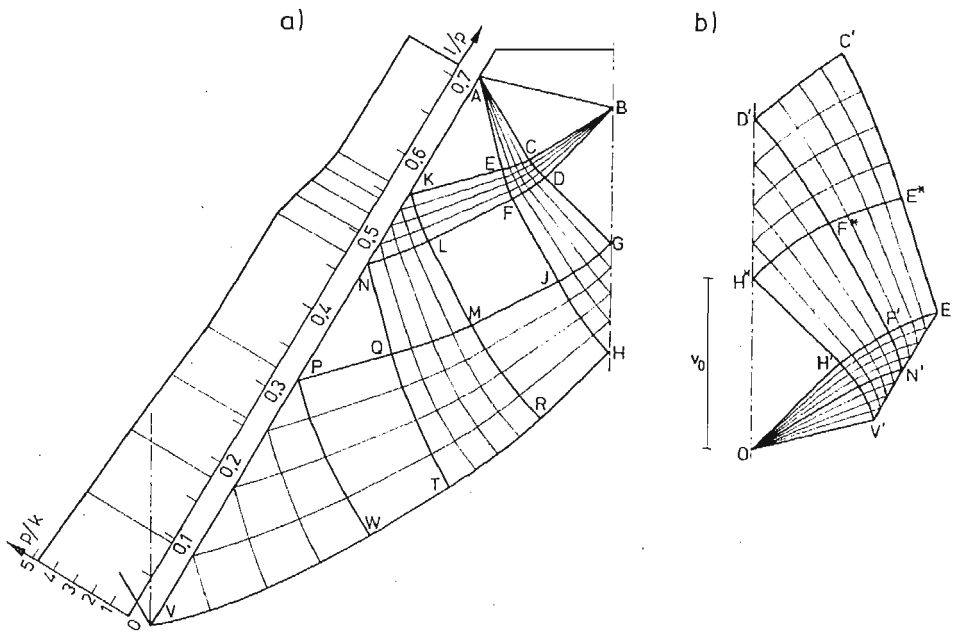 a)
l/p
0,7
0,6
0,5
0,4
0,3
0,2
0,1
p/k
5 4 3 2 1 0
A
B
C
D
E
F
G
H
J
K
L
M
N
P
Q
R
T
V
W
b)
C'
D'
E*
F*
H*
E
F'
H'
N'
V'
O
v₀